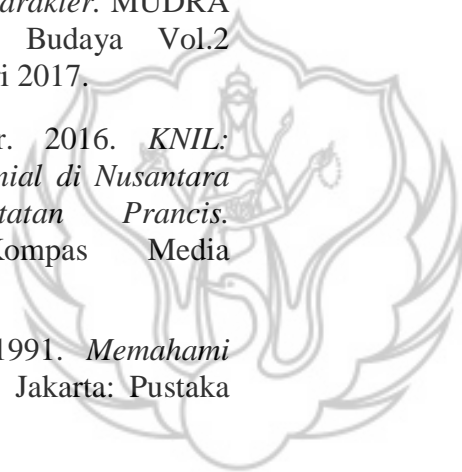 arakter. MUDRA
Budaya Vol.2
i 2017.
r. 2016. KNIL:
nial di Nusantara
tatan Prancis.
Kompas Media
1991. Memahami
Jakarta: Pustaka